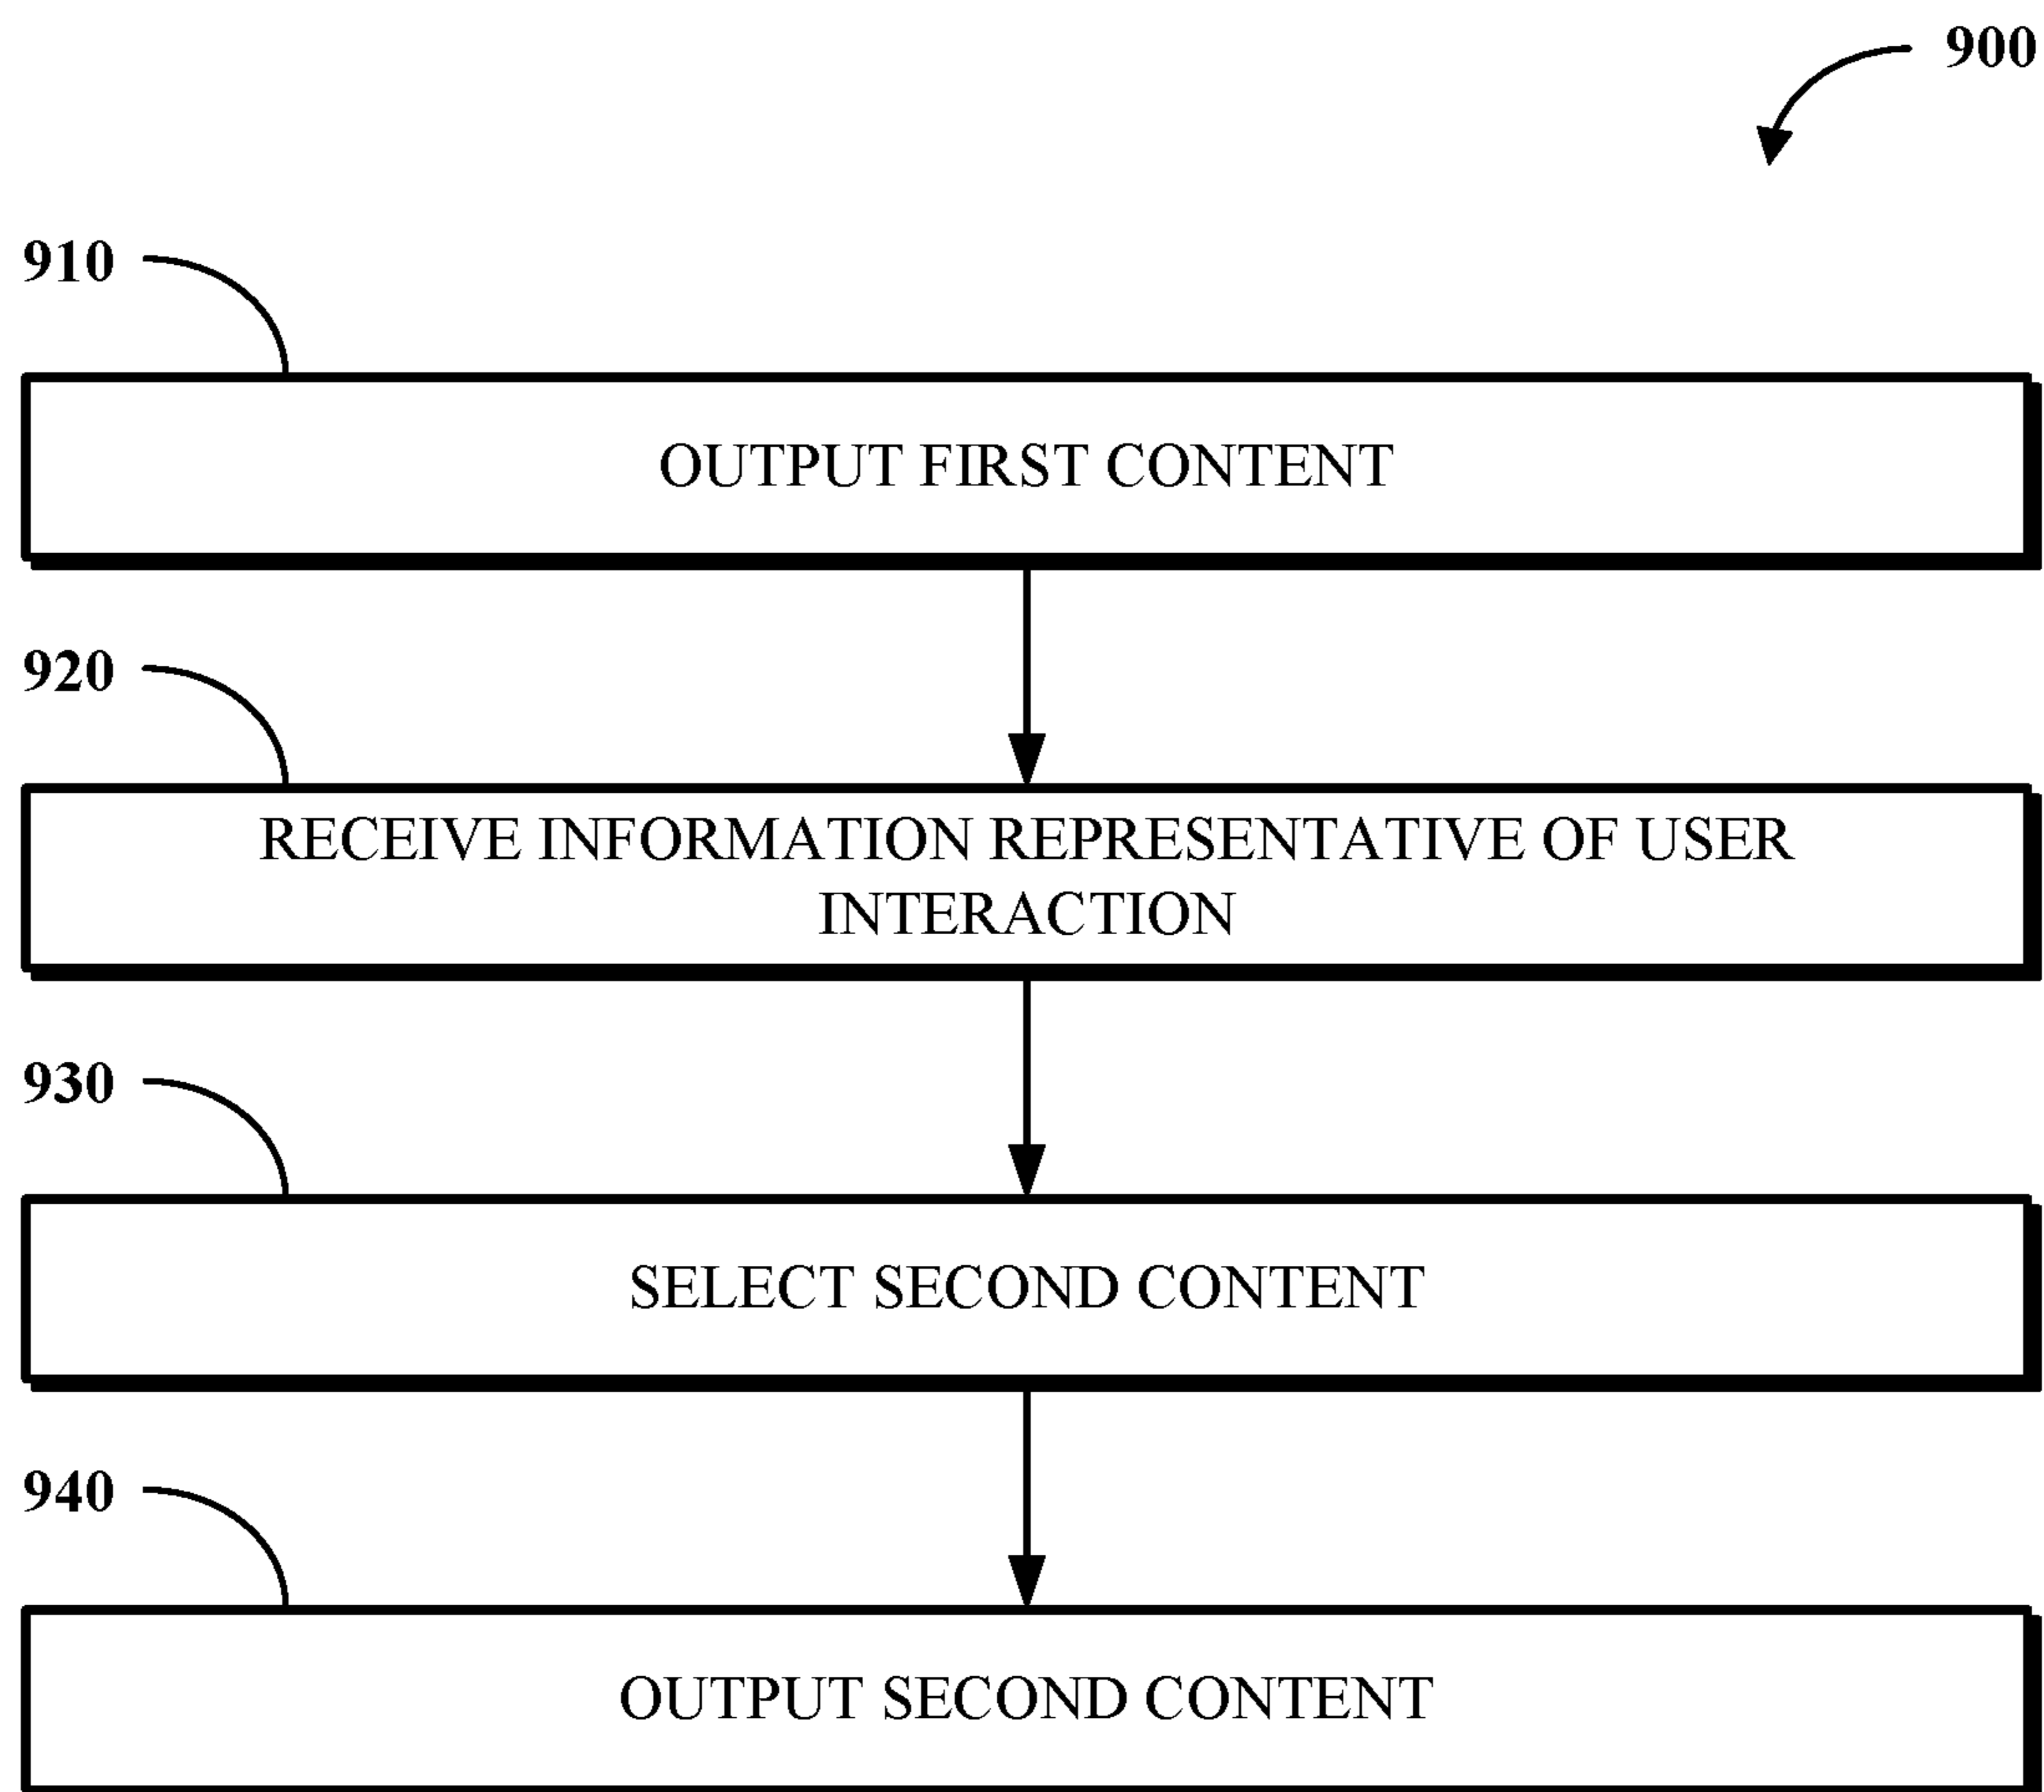 900
910
OUTPUT FIRST CONTENT
920
RECEIVE INFORMATION REPRESENTATIVE OF USER
INTERACTION
930
SELECT SECOND CONTENT
940
OUTPUT SECOND CONTENT